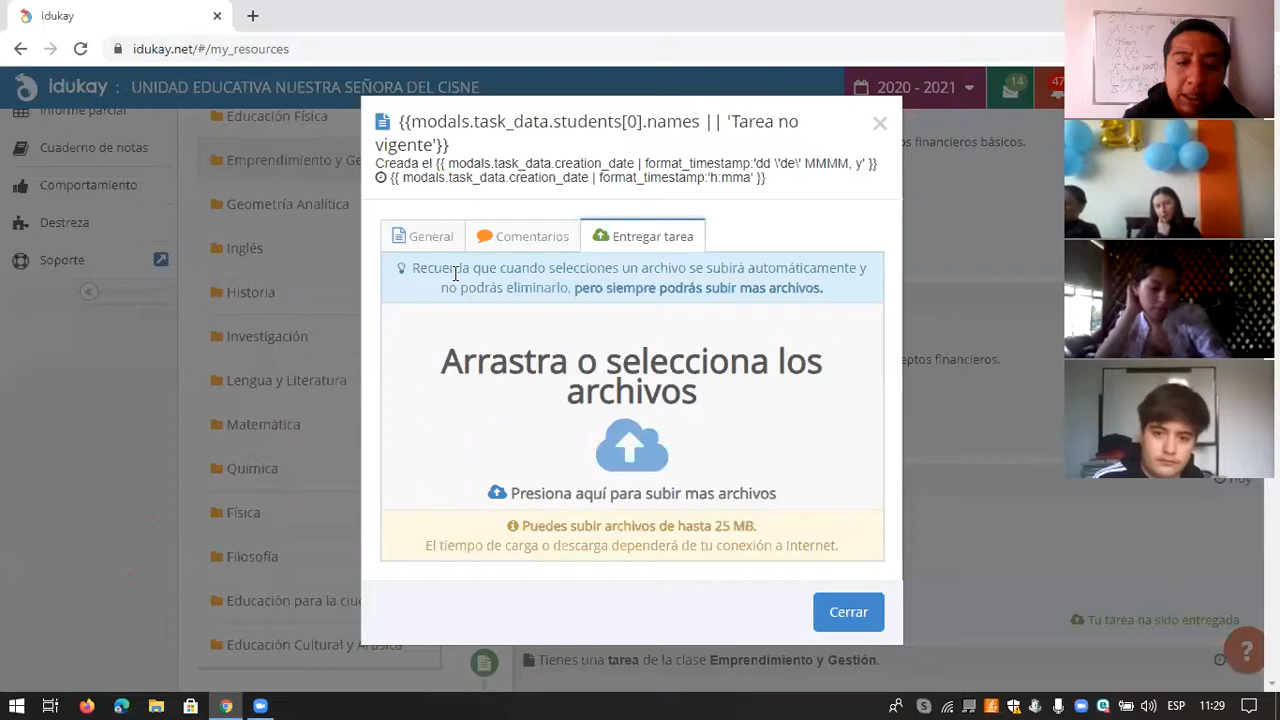 Idukay
idukay.net/#/my_resources
idukay
UNIDAD EDUCATIVA NUESTRA SEÑORA DEL CISNE
2020 - 2021
14
47
Informe parcial
Cuaderno de notas
Comportamiento
Destreza
Soporte
Educación Física
Emprendimiento y Ge
Geometría Analítica
Inglés
Historia
Investigación
Lengua y Literatura
Matemática
Química
Física
Filosofía
Educación para la ciu
Educación Cultural y Artística
{{modals.task_data.students[0].names || 'Tarea no
vigente'}}
Creada el {{ modals.task_data.creation_date | format_timestamp:'dd \'de\' MMMM, y' }}
{{ modals.task_data.creation_date | format_timestamp:'h:mma' }}
General
Comentarios
Entregar tarea
Recuerda que cuando selecciones un archivo se subirá automáticamente y
no podrás eliminarlo, pero siempre podrás subir mas archivos.
Arrastra o selecciona los
archivos
Presiona aquí para subir mas archivos
Puedes subir archivos de hasta 25 MB.
El tiempo de carga o descarga dependerá de tu conexión a Internet.
Cerrar
nanciones básicos.
eptos financieros.
hoy
Tu tarea ha sido entregada
Tienes una tarea de la clase Emprendimiento y Gestión.
?
ESP
11:29